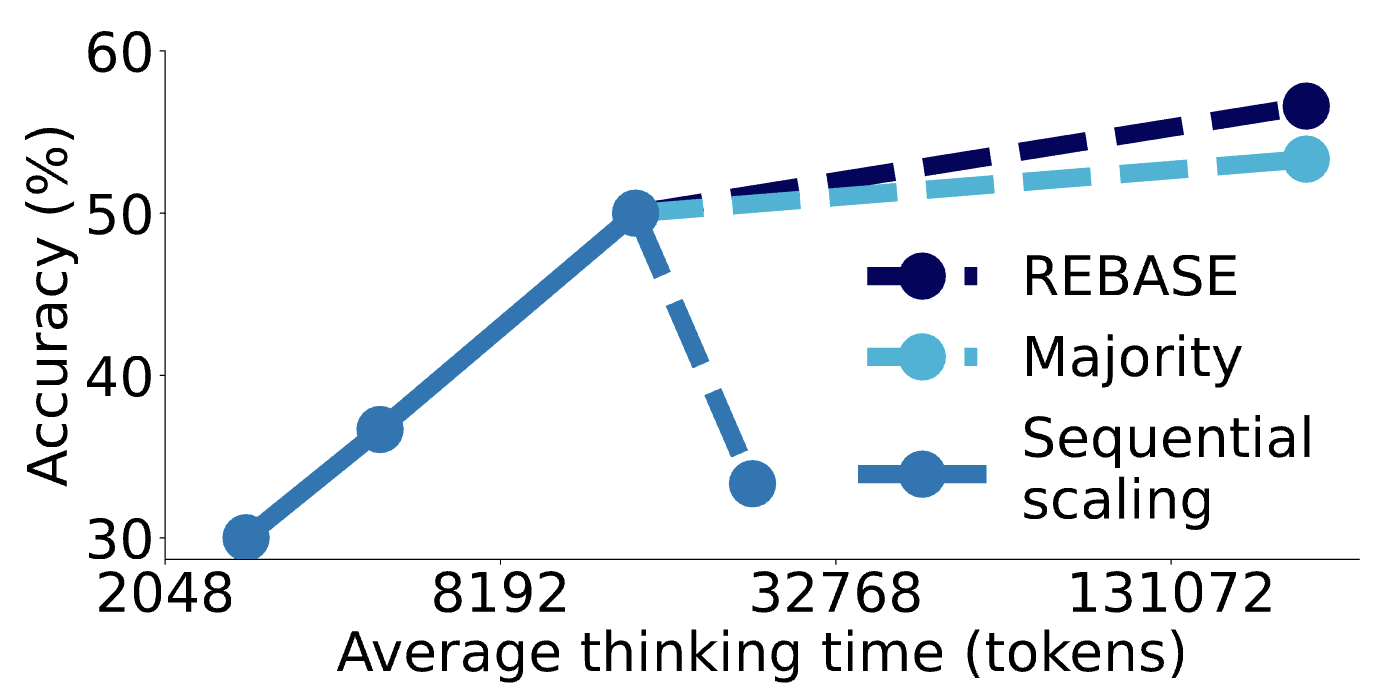 60
50
40
30
Accuracy (%)
2048 8192 32768 131072
Average thinking time (tokens)
REBASE
Majority
Sequential
scaling